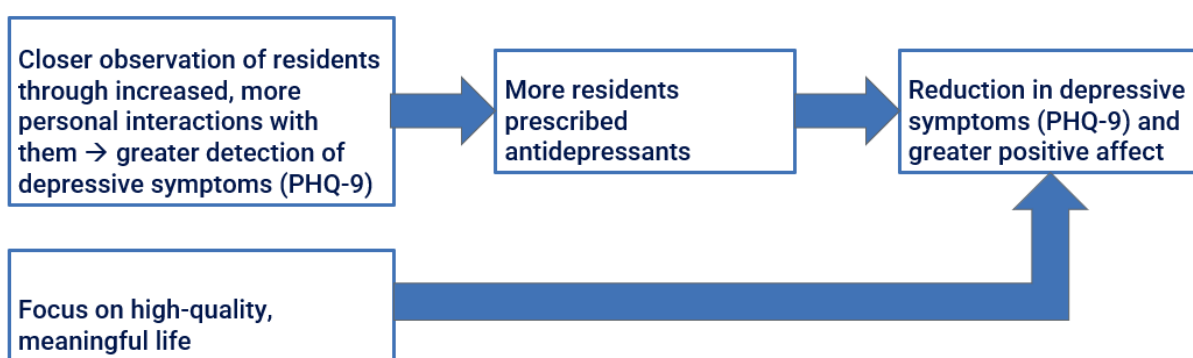 Closer observation of residents
through increased, more
personal interactions with
them → greater detection of
depressive symptoms (PHQ-9)
More residents
prescribed
antidepressants
Reduction in depressive
symptoms (PHQ-9) and
greater positive affect
Focus on high-quality,
meaningful life